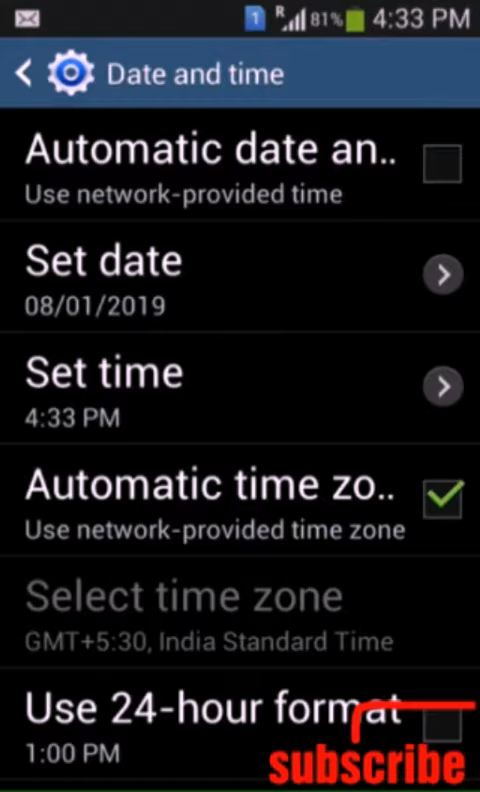 1 R 81% 4:33 PM
Date and time
Automatic date an..
Use network-provided time
Set date
08/01/2019
Set time
4:33 PM
Automatic time zo..
Use network-provided time zone
Select time zone
GMT+5:30, India Standard Time
Use 24-hour format
1:00 PM
subscribe